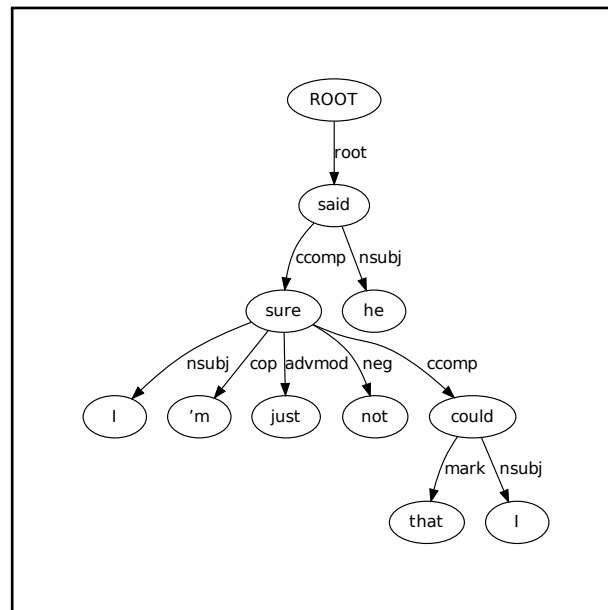 ROOT
root
said
ccomp nsubj
sure he
nsubj cop advmod neg ccomp
I ’m just not could
mark nsubj
that I